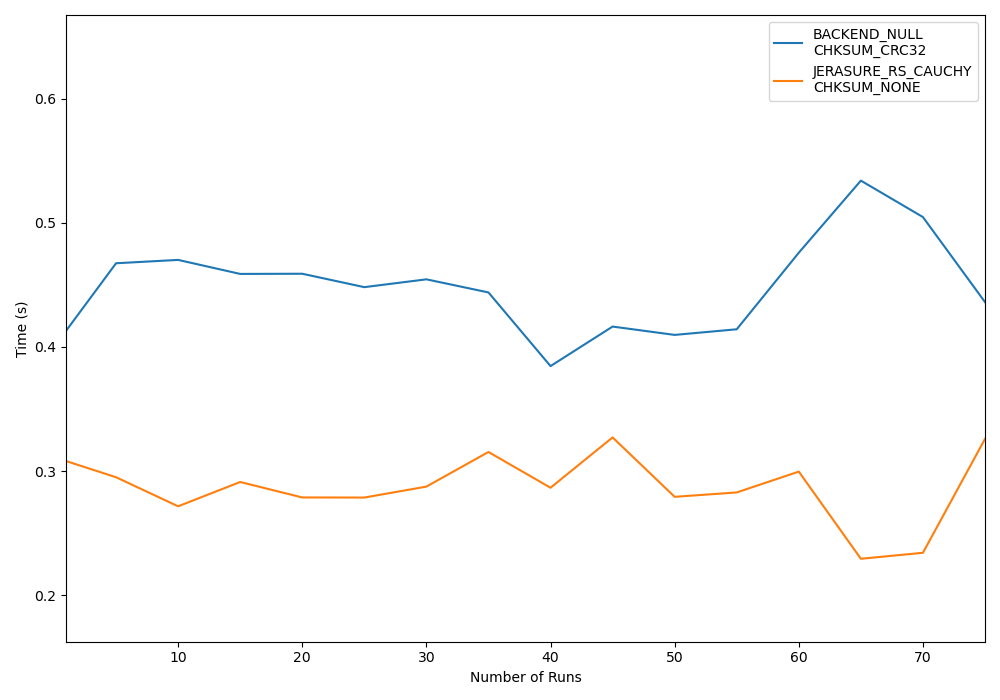 BACKEND_NULL
CHKSUM_CRC32
JERASURE_RS_CAUCHY
CHKSUM_NONE
0.6
0.5
0.4
0.3
0.2
Time (s)
10 20 30 40 50 60 70
Number of Runs